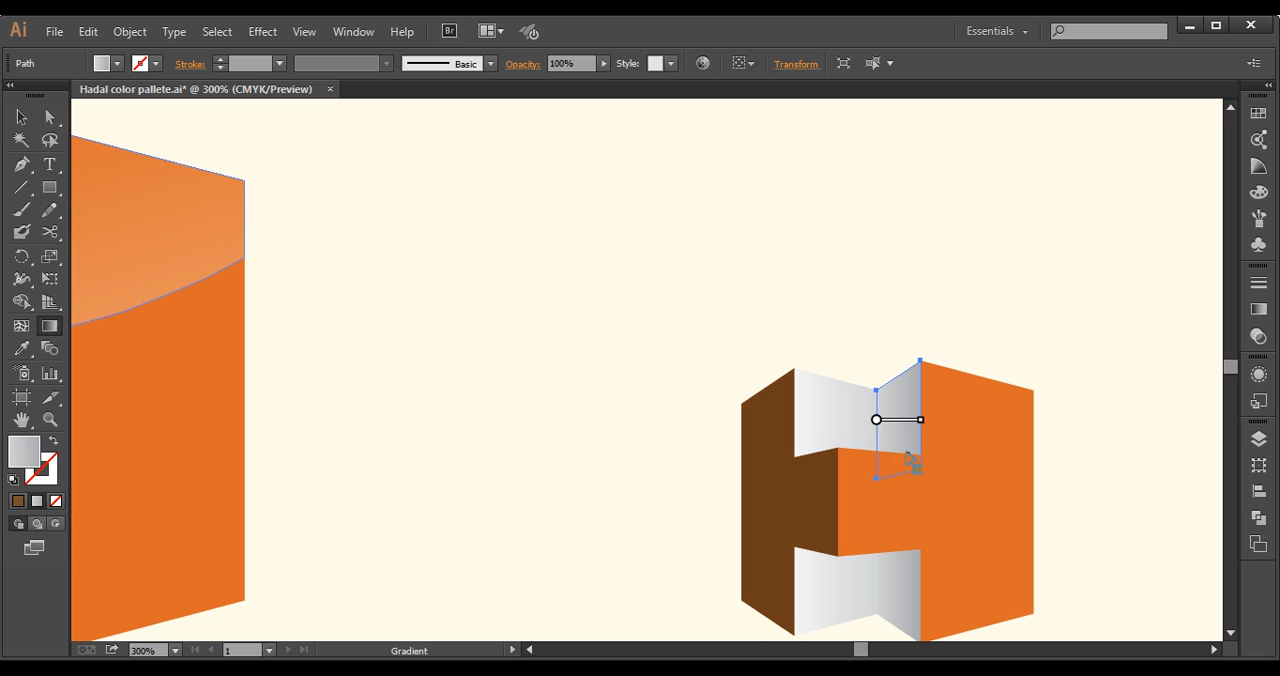 Ai File Edit Object Type Select Effect View Window Help Br Essentials
Path Stroke: Basic Opacity: 100% Style: Transform
Hadal color pallete.ai* @ 300% (CMYK/Preview)
T
300% 1 Gradient